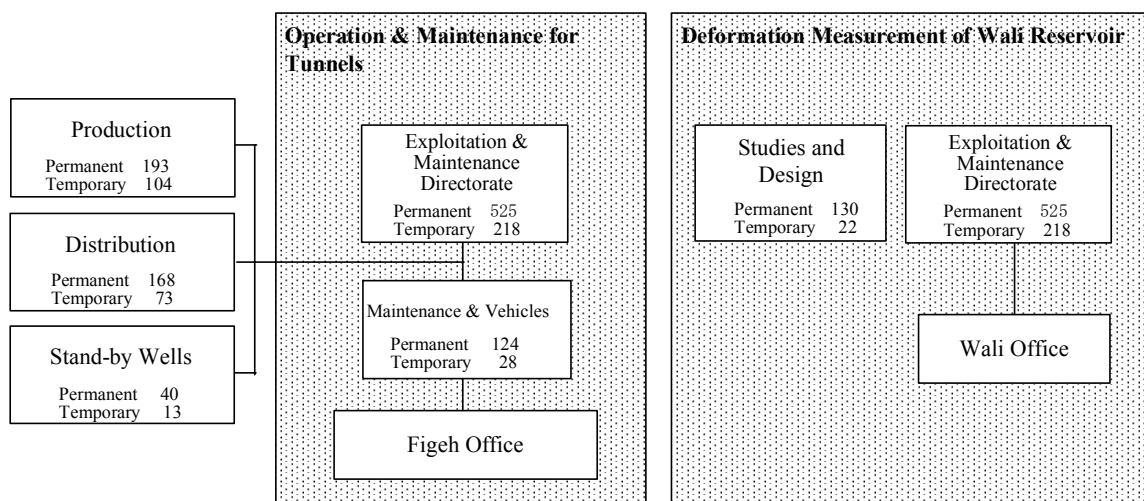 Operation & Maintenance for
Tunnels
Deformation Measurement of Wali Reservoir
Production
Permanent 193
Temporary 104
Distribution
Permanent 168
Temporary 73
Stand-by Wells
Permanent 40
Temporary 13
Exploitation &
Maintenance
Directorate
Permanent 525
Temporary 218
Maintenance & Vehicles
Permanent 124
Temporary 28
Figeh Office
Studies and
Design
Permanent 130
Temporary 22
Exploitation &
Maintenance
Directorate
Permanent 525
Temporary 218
Wali Office